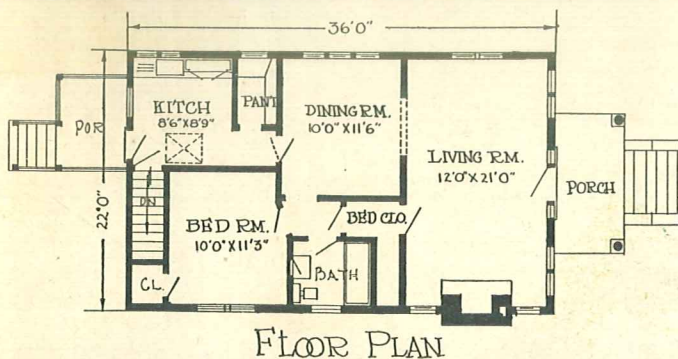 36'0"
22'0"
POR
KITCH
8'6"X8'9"
PANT
DINING RM.
10'0"X11'6"
LIVING RM.
12'0"X21'0"
PORCH
DN
BED RM.
10'0"X11'3"
BED CLO.
BATH
CL.
FLOOR PLAN